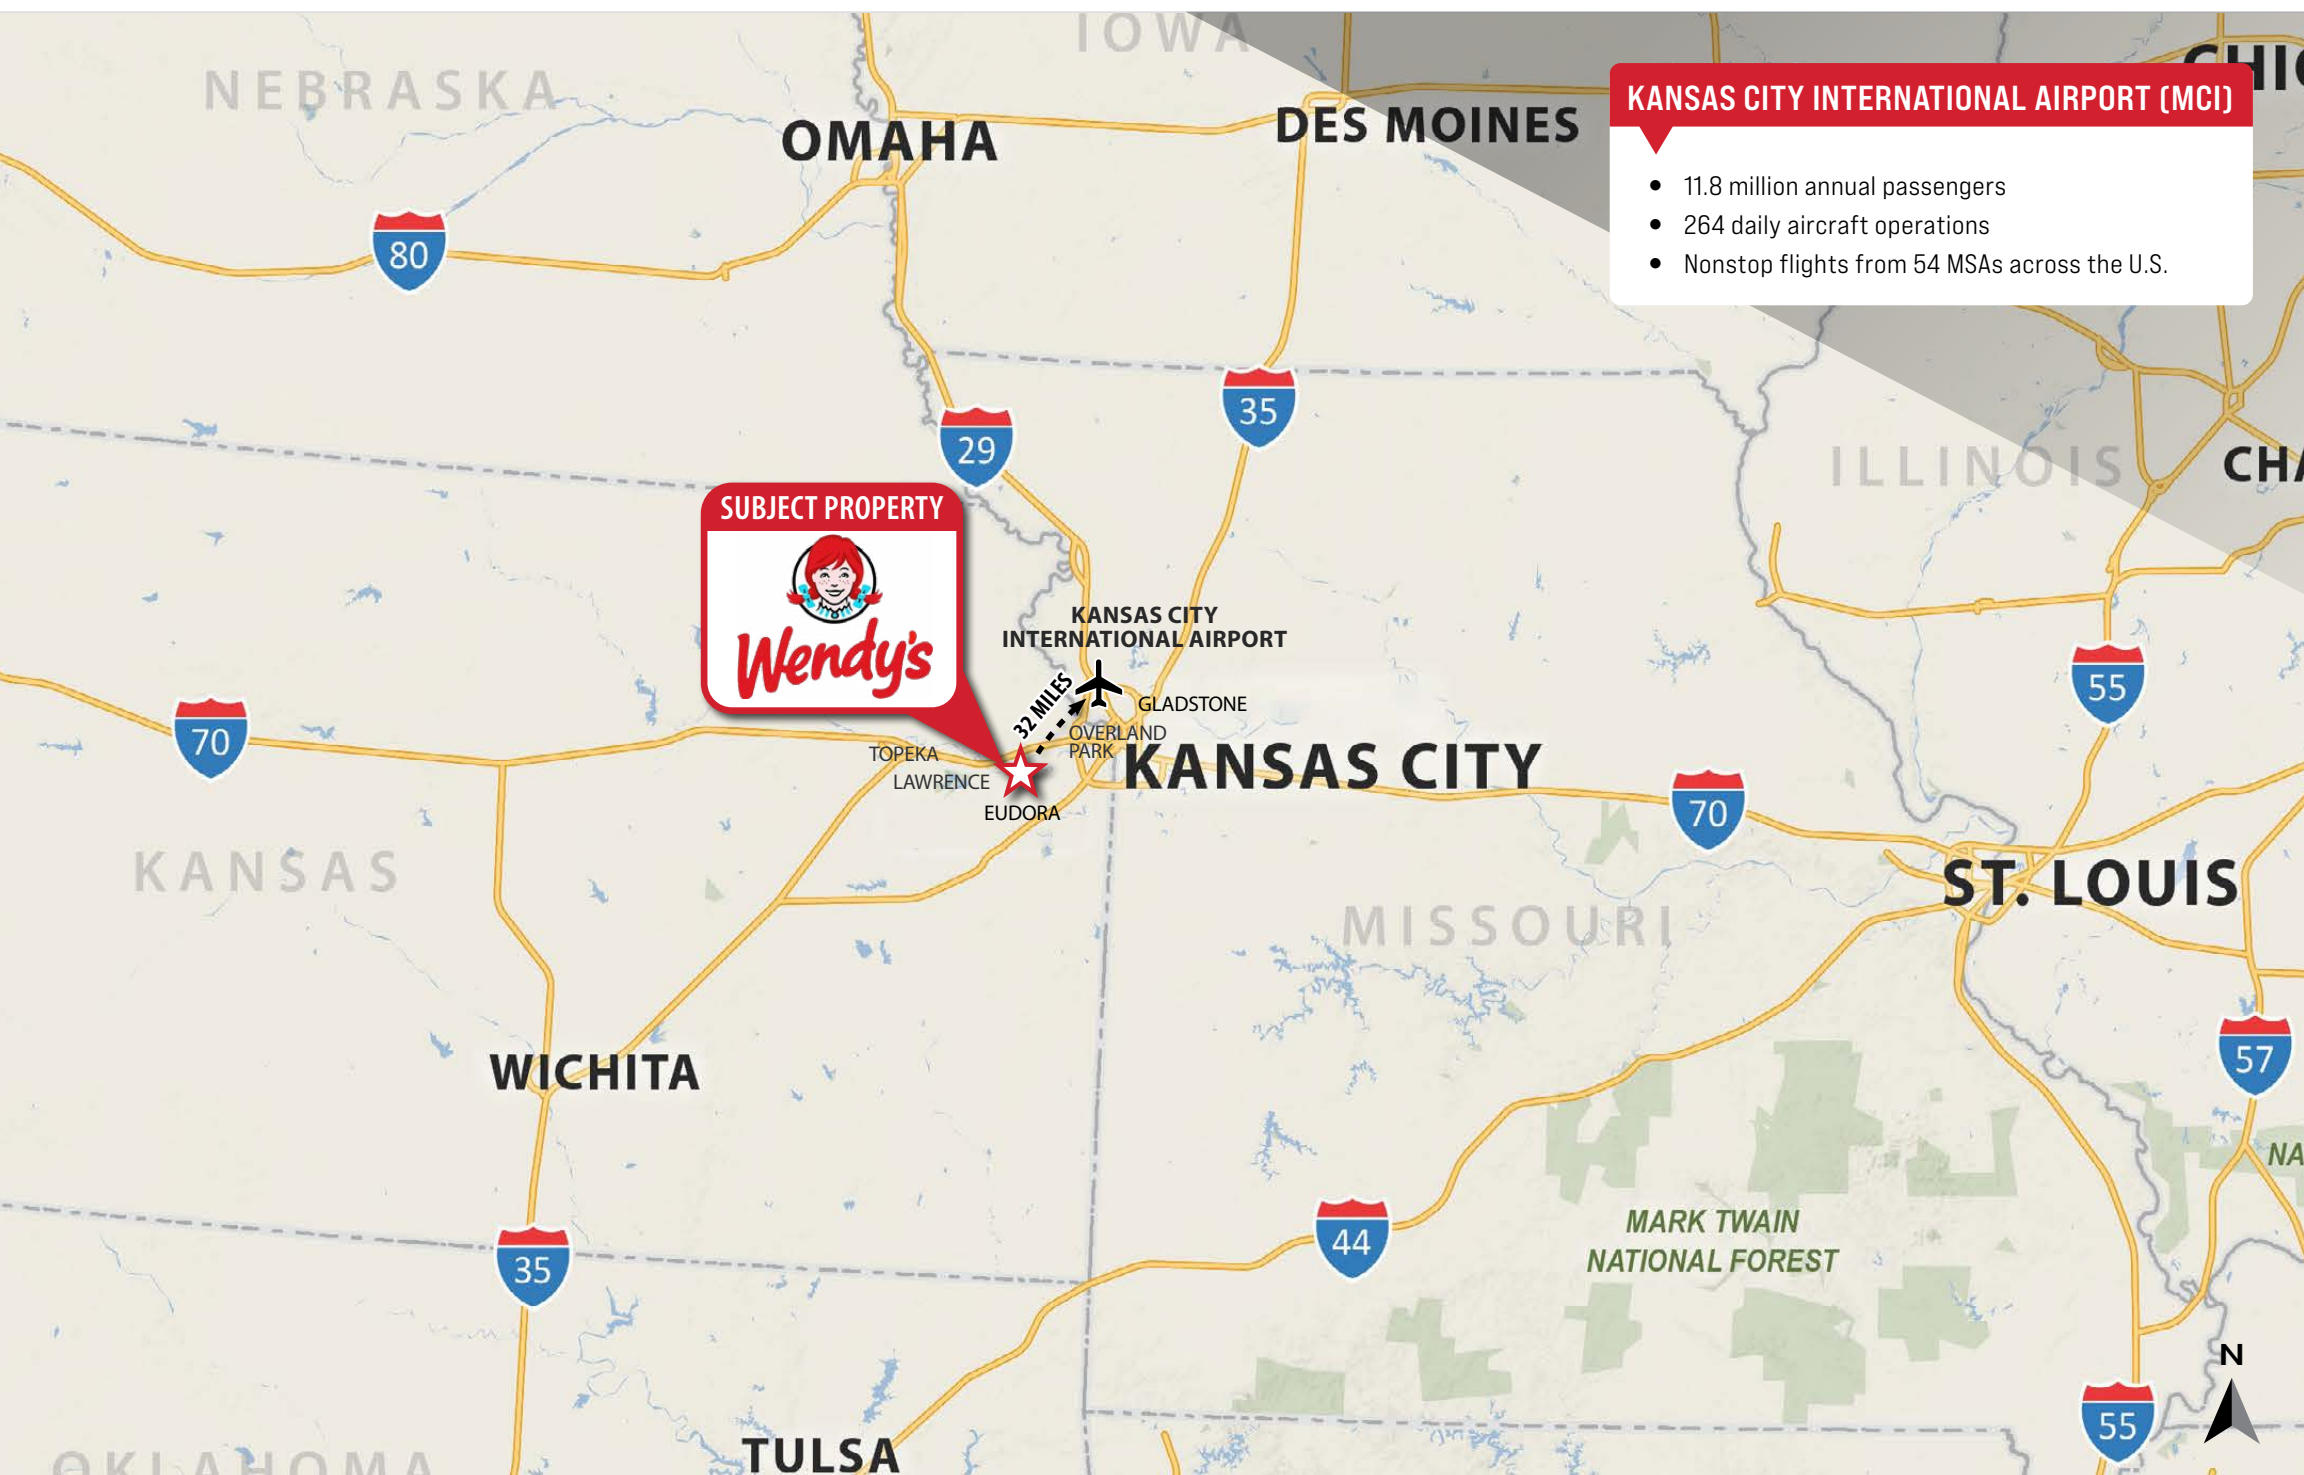 IOWA
NEBRASKA
OMAHA
DES MOINES
KANSAS CITY INTERNATIONAL AIRPORT (MCI)
• 11.8 million annual passengers
• 264 daily aircraft operations
• Nonstop flights from 54 MSAs across the U.S.
80
35
29
ILLINOIS
SUBJECT PROPERTY
Wendy's
KANSAS CITY
INTERNATIONAL AIRPORT
32 MILES
GLADSTONE
OVERLAND
PARK
TOPEKA
LAWRENCE
EUDORA
KANSAS CITY
70
55
70
KANSAS
ST. LOUIS
MISSOURI
WICHITA
57
MARK TWAIN
NATIONAL FOREST
44
35
N
55
TULSA
OKLAHOMA